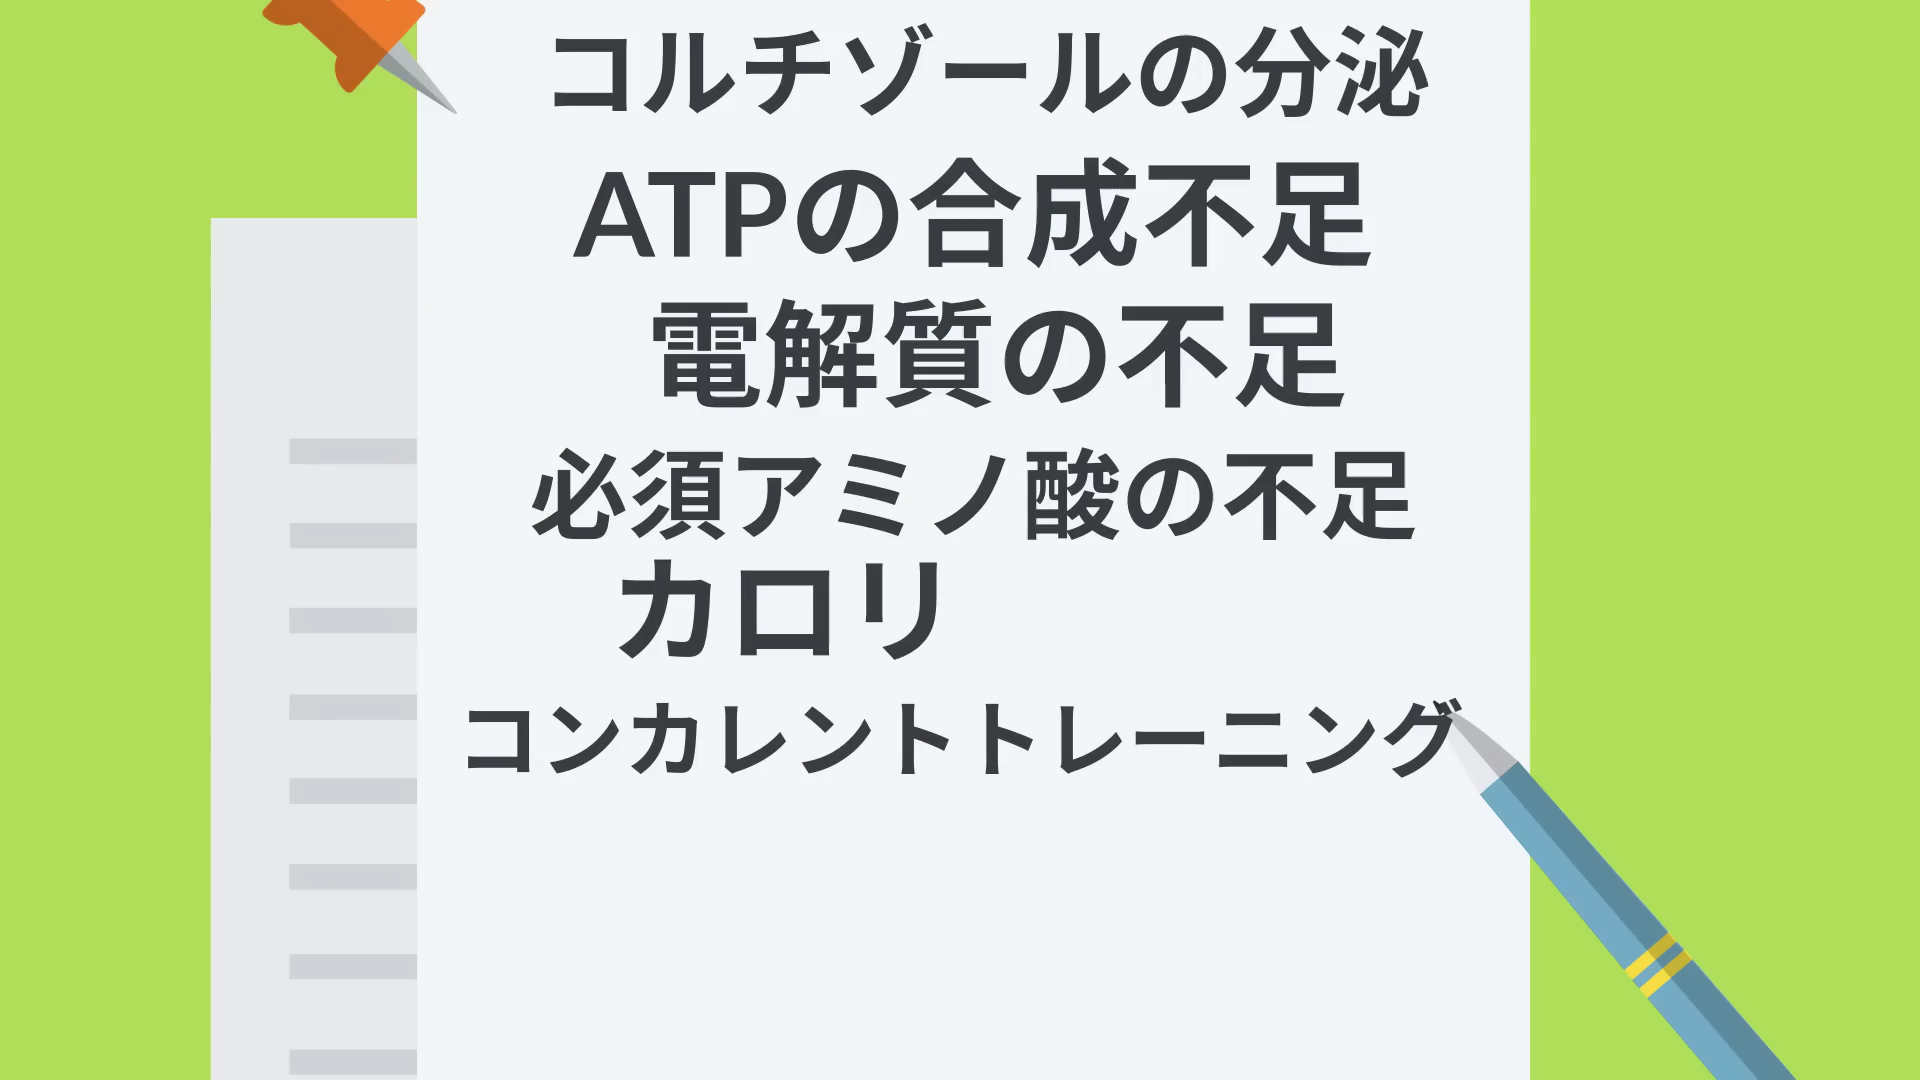 コルチゾールの分泌
ATPの合成不足
電解質の不足
必須アミノ酸の不足
カロリ
コンカレントトレーニング